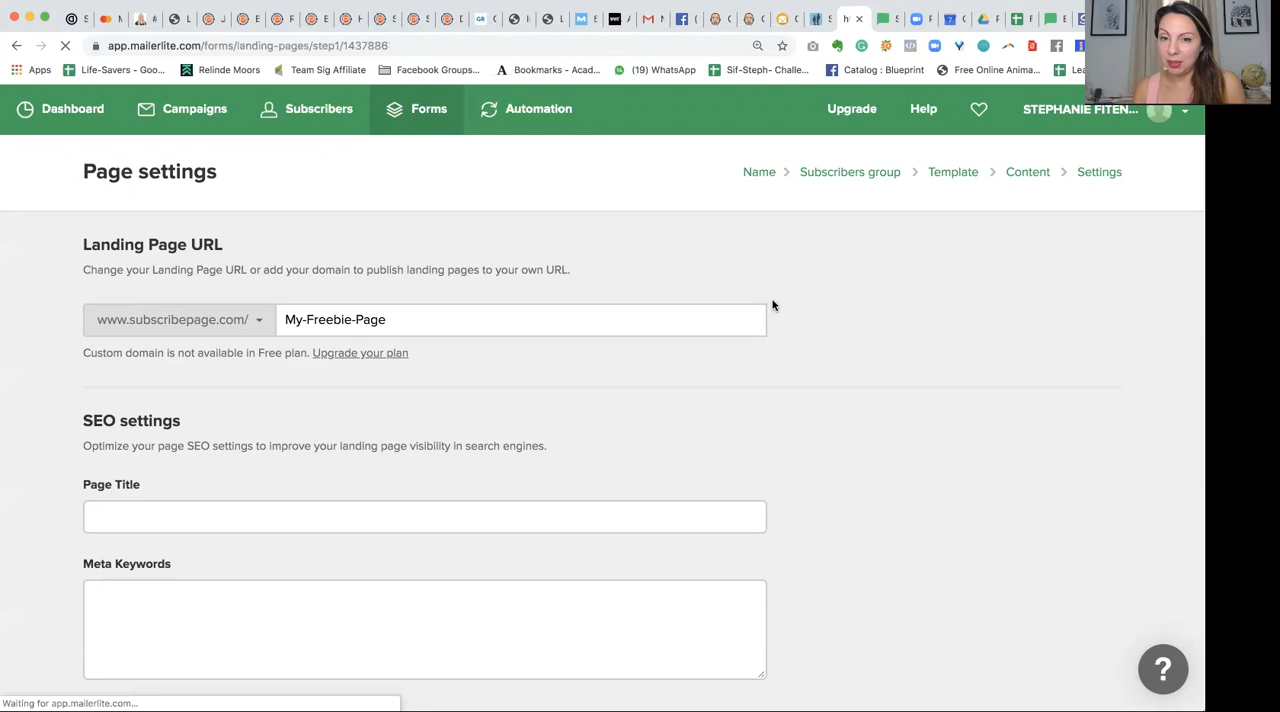 app.mailerlite.com/forms/landing-pages/step1/1437886
Apps
Life-Savers - Goo...
Relinde Moors
Team Sig Affiliate
Facebook Groups...
Bookmarks - Acad...
(19) WhatsApp
Sif-Steph- Challe...
Catalog : Blueprint
Free Online Anima...
Dashboard
Campaigns
Subscribers
Forms
Automation
Upgrade
Help
STEPHANIE FITEN...
Page settings
Name > Subscribers group > Template > Content > Settings
Landing Page URL
Change your Landing Page URL or add your domain to publish landing pages to your own URL.
www.subscribepage.com/
My-Freebie-Page
Custom domain is not available in Free plan. Upgrade your plan
SEO settings
Optimize your page SEO settings to improve your landing page visibility in search engines.
Page Title
Meta Keywords
?
Waiting for app.mailerlite.com...